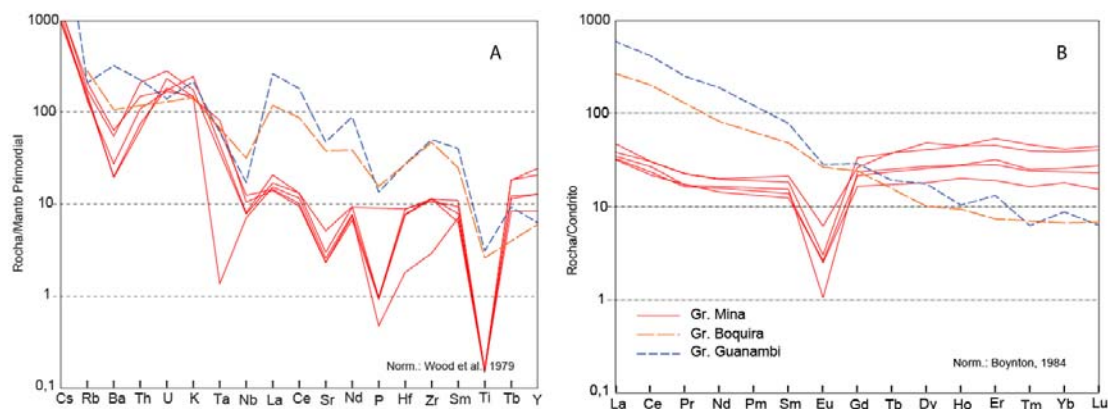 A
Rocha/Manto Primordial
1000
100
10
1
0,1
Norm.: Wood et al. 1979
Cs Rb Ba Th U K Ta Nb La Ce Sr Nd P Hf Zr Sm Ti Tb Y
B
Rocha/Condrito
1000
100
10
1
0,1
Gr. Mina
Gr. Boquira
Gr. Guanambi
Norm.: Boynton, 1984
La Ce Pr Nd Pm Sm Eu Gd Tb Dy Ho Er Tm Yb Lu